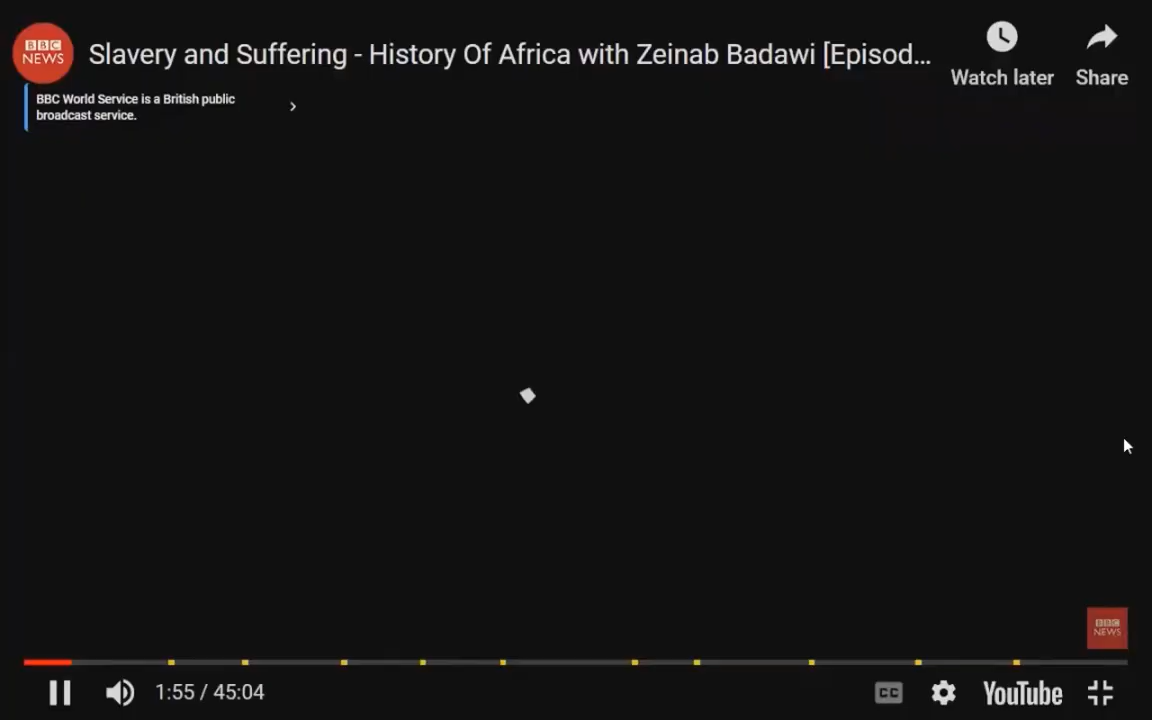 BBC
NEWS
Slavery and Suffering - History Of Africa with Zeinab Badawi [Episod...
Watch later
Share
BBC World Service is a British public
broadcast service.
BBC
NEWS
1:55 / 45:04
CC
YouTube